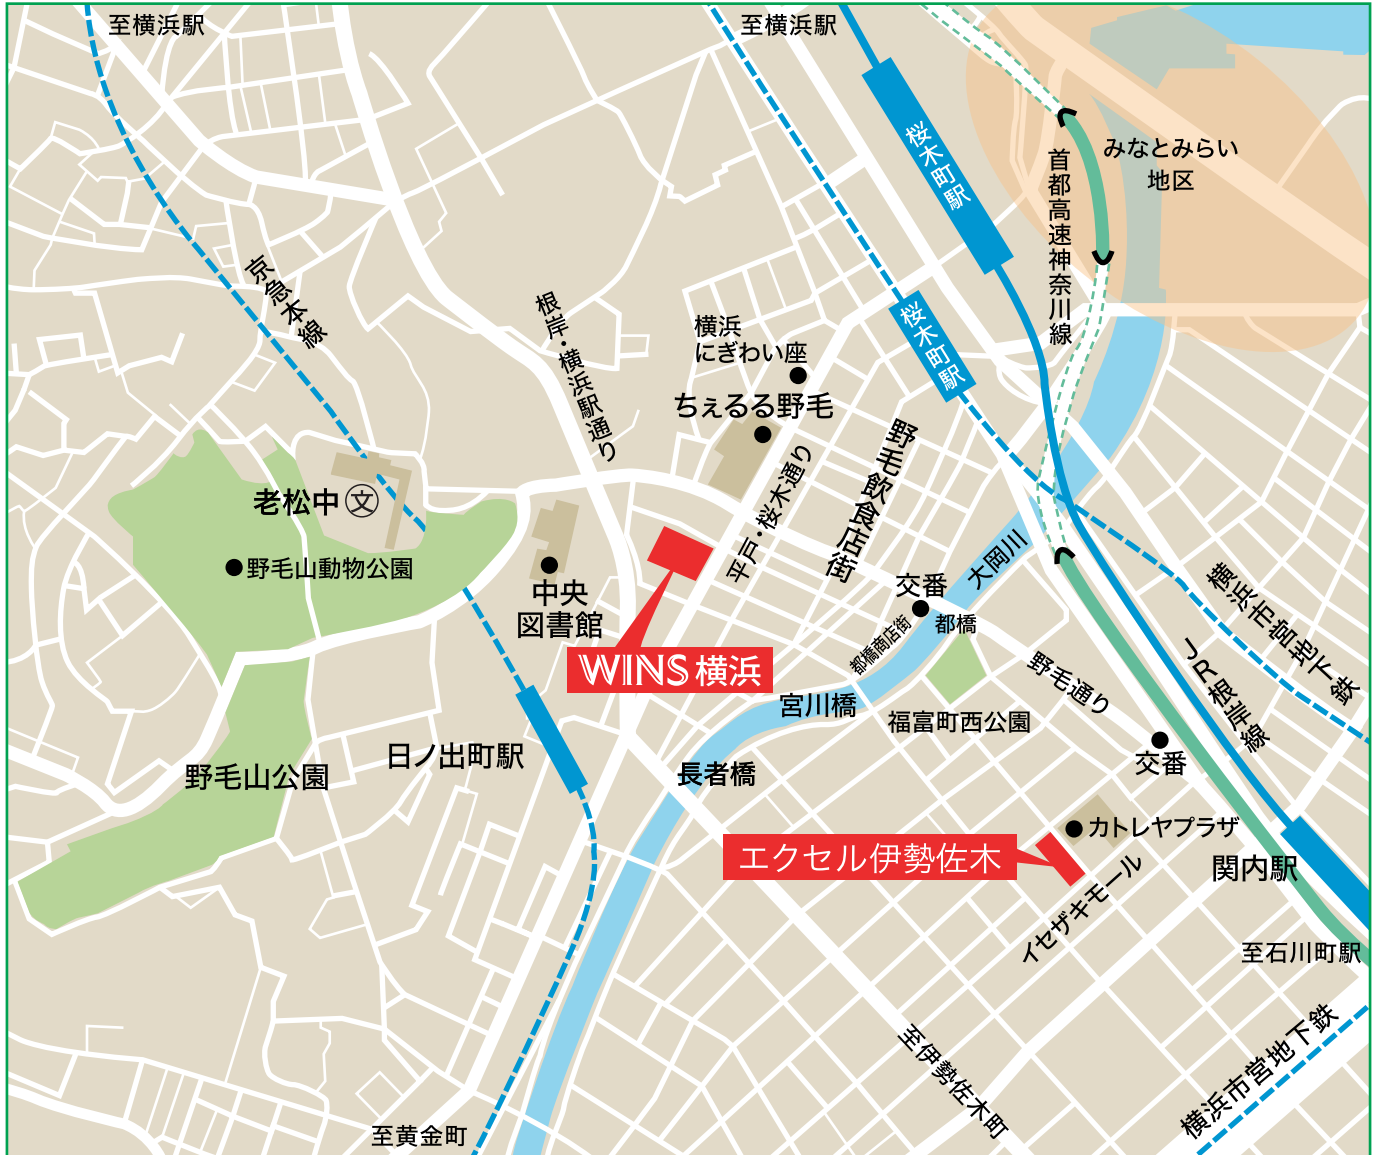 至横浜駅
至横浜駅
桜木町駅
みなとみらい
地区
首都高速神奈川線
京急本線
根岸・横浜駅通り
横浜
にぎわい座
桜木町駅
ちぇるる野毛
平戸・桜木通り
野毛飲食店街
老松中
文
野毛山動物公園
中央
図書館
大岡川
交番
都橋
都橋商店街
横浜市営地下鉄
JR根岸線
WINS横浜
野毛通り
宮川橋
福富町西公園
日ノ出町駅
野毛山公園
長者橋
交番
カトレヤプラザ
エクセル伊勢佐木
関内駅
イセザキモール
至石川町駅
至伊勢佐木町
横浜市営地下鉄
至黄金町